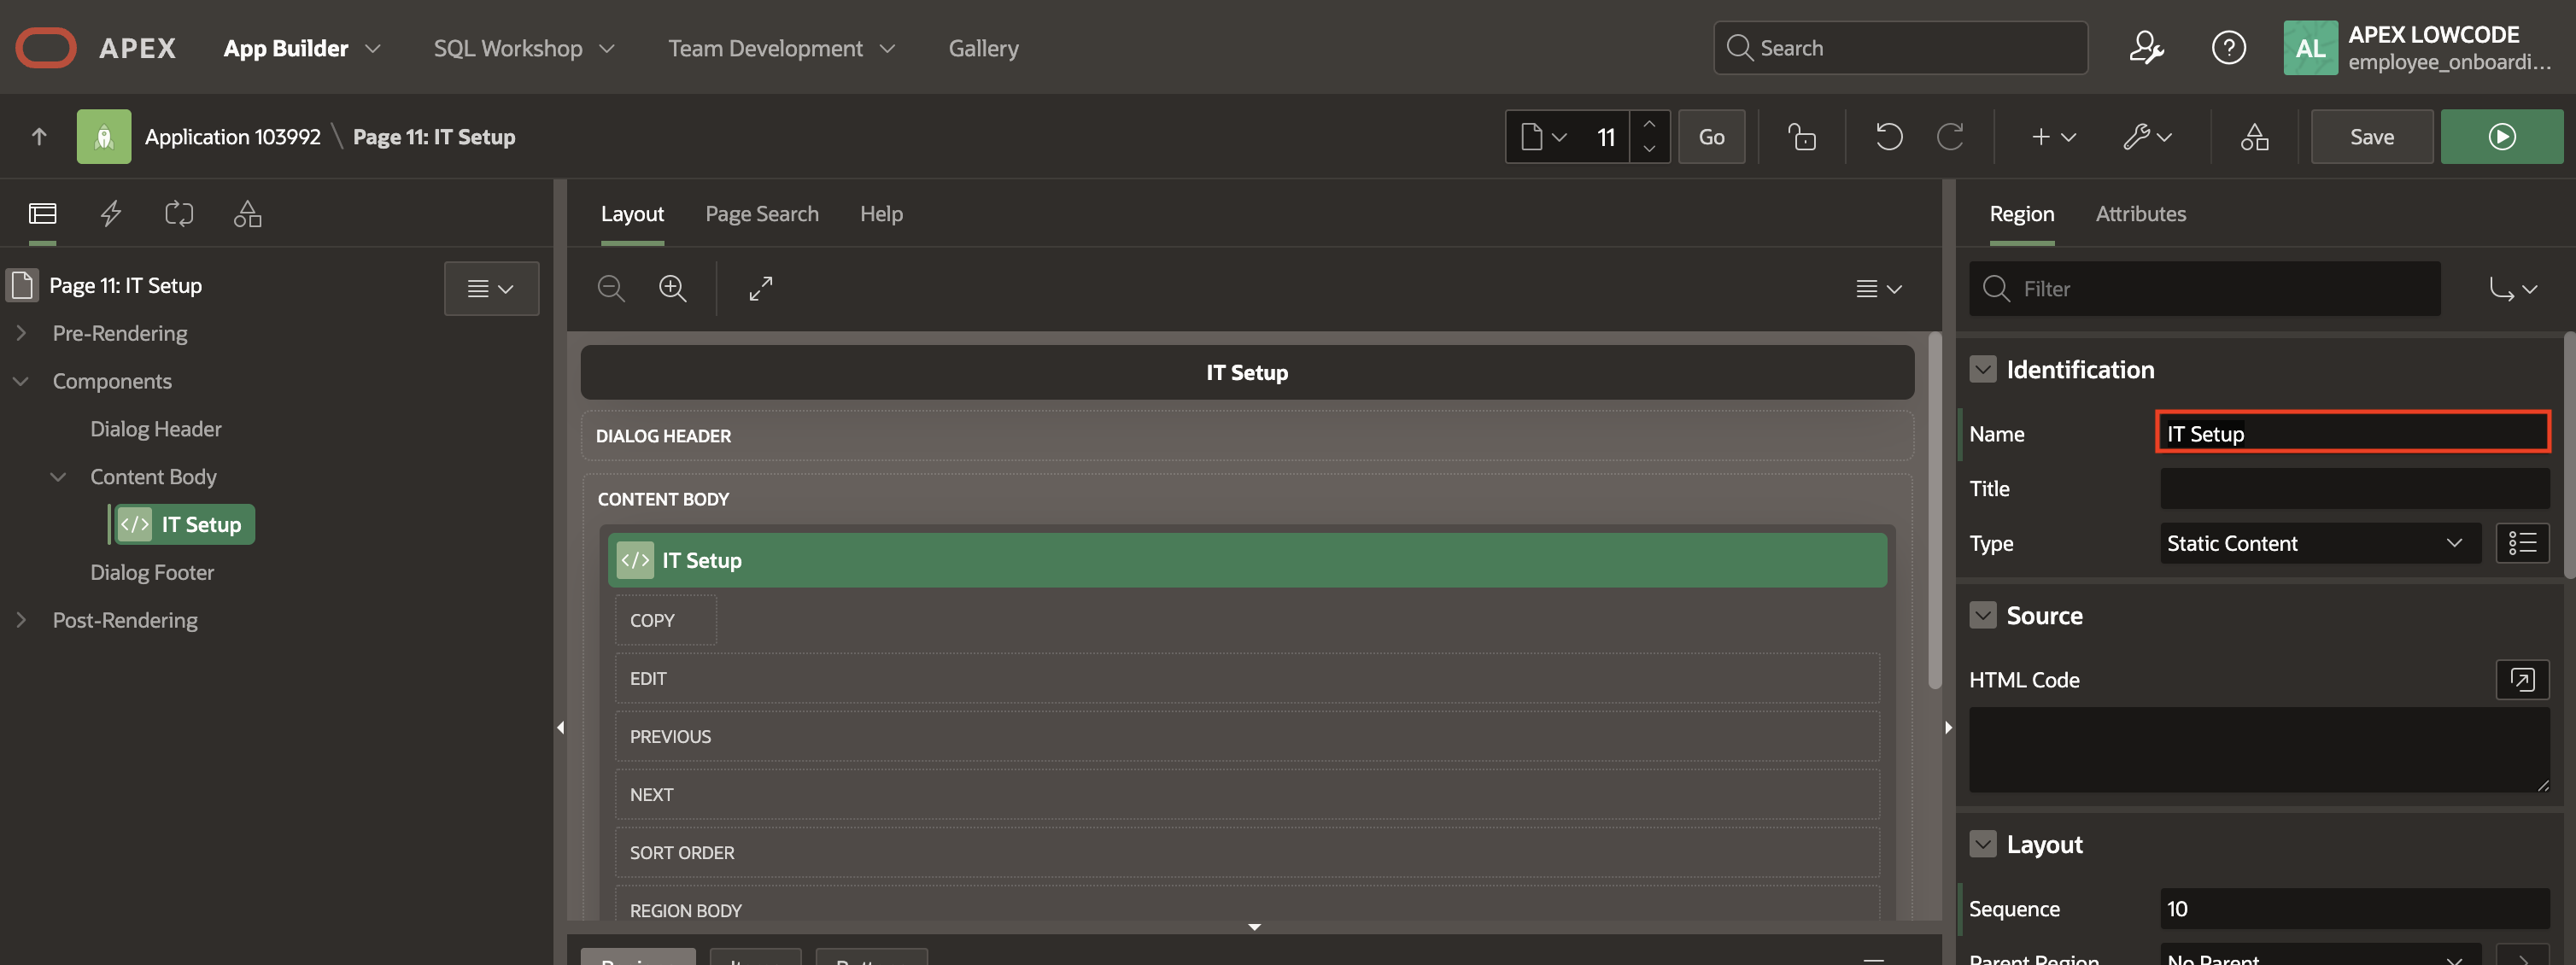 APEX
App Builder
SQL Workshop
Team Development
Gallery
Search
AL
APEX LOWCODE
employee_onboardi...
Application 103992 \ Page 11: IT Setup
11
Go
Save
Page 11: IT Setup
Pre-Rendering
Components
Dialog Header
Content Body
</> IT Setup
Dialog Footer
Post-Rendering
Layout
Page Search
Help
IT Setup
DIALOG HEADER
CONTENT BODY
</> IT Setup
COPY
EDIT
PREVIOUS
NEXT
SORT ORDER
REGION BODY
Region
Attributes
Filter
Identification
Name
IT Setup
Title
Type
Static Content
Source
HTML Code
Layout
Sequence
10
Parent Region
No Parent